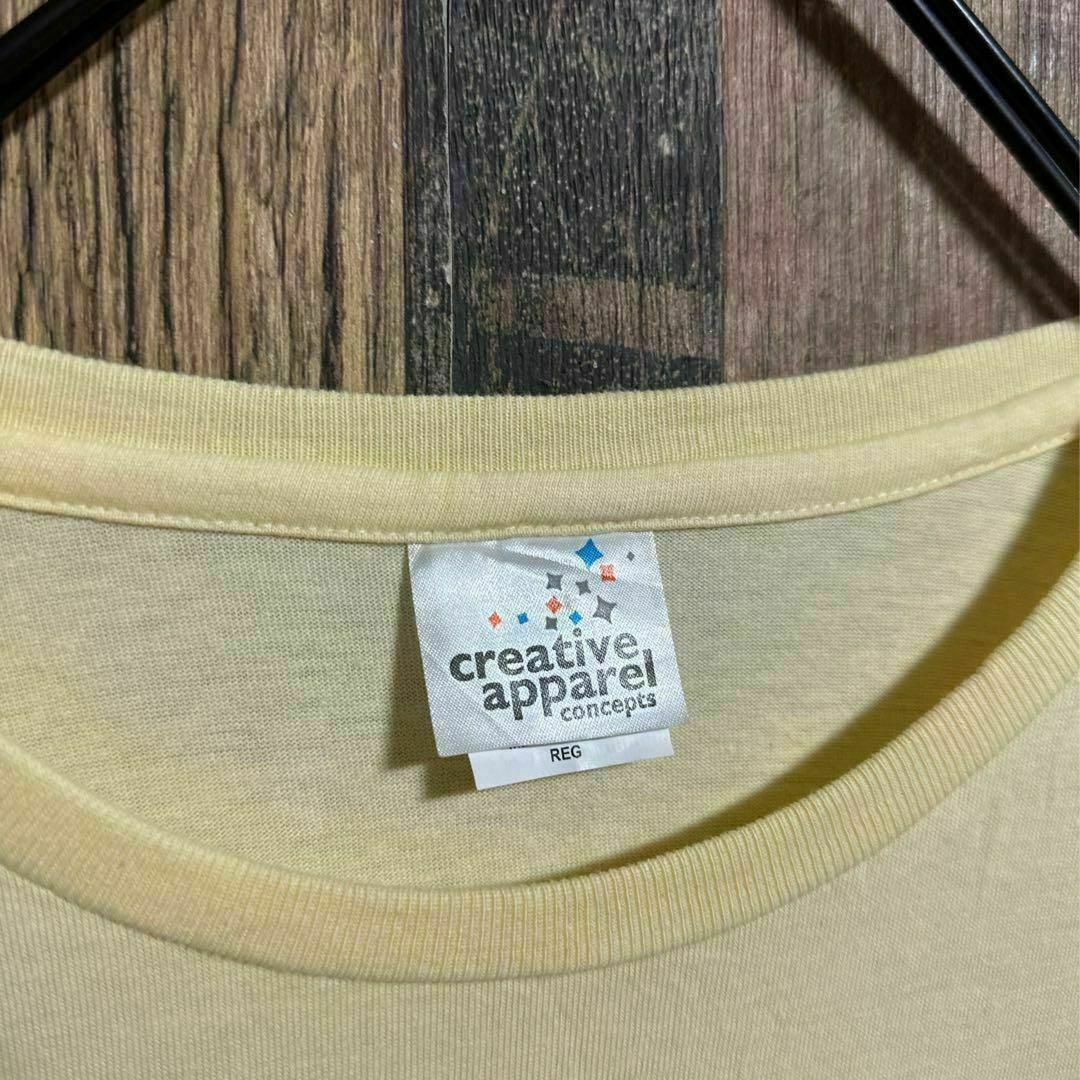 creative
apparel
concepts
REG